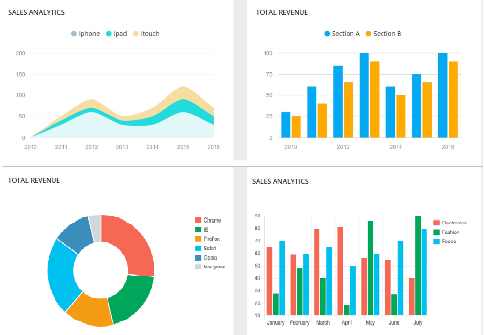 SALES ANALYTICS
Iphone Ipad itouch
200
150
100
50
0
2010 2011 2012 2013 2014 2015 2016
TOTAL REVENUE
Section A Section B
100
75
50
25
0
2010 2012 2014 2016
TOTAL REVENUE
Chrome
IE
Firefox
Safari
Opera
Navigator
SALES ANALYTICS
Electronics
Fashion
Foods
90
80
70
60
50
40
30
20
10
January February March April May June July